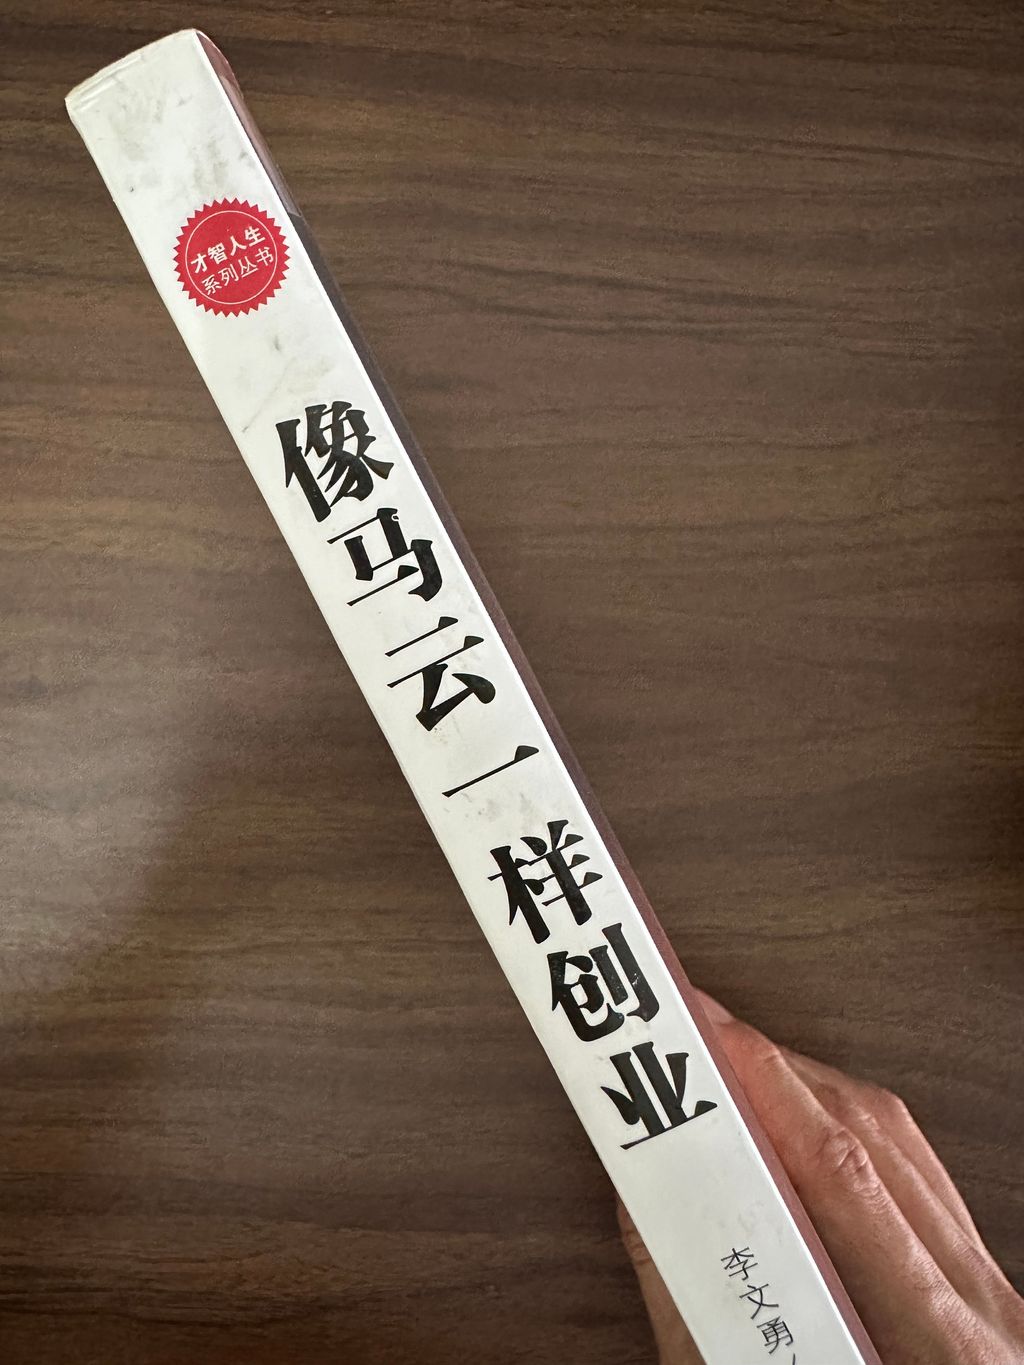 才智人生
系列丛书
像马云一样创业
李文勇